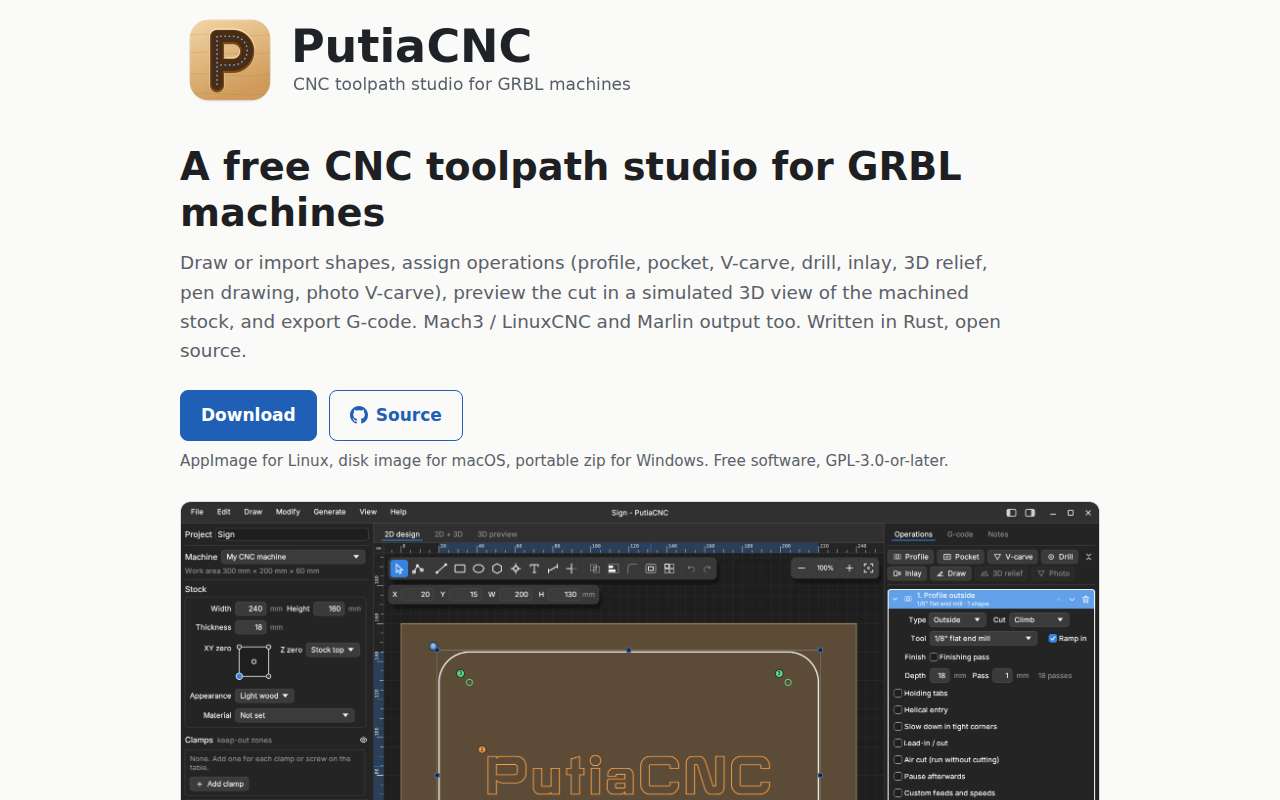 PutiaCNC
CNC toolpath studio for GRBL machines
A free CNC toolpath studio for GRBL
machines
Draw or import shapes, assign operations (profile, pocket, V-carve, drill, inlay, 3D relief,
pen drawing, photo V-carve), preview the cut in a simulated 3D view of the machined
stock, and export G-code. Mach3 / LinuxCNC and Marlin output too. Written in Rust, open
source.
Download Source
AppImage for Linux, disk image for macOS, portable zip for Windows. Free software, GPL-3.0-or-later.
File Edit Draw Modify Generate View Help Sign - PutiaCNC
Project Sign
2D design 2D + 3D 3D preview
Operations G-code Notes
Machine My CNC machine
Work area 300 mm × 200 mm × 60 mm
Profile Pocket V-carve Drill
Inlay Draw 3D relief Photo
100%
X 20 Y 15 W 200 H 130 mm
Stock
Width 240 mm Height 160 mm
Thickness 18 mm
XY zero Z zero Stock top
Appearance Light wood
Material Not set
Clamps keep-out zones
None. Add one for each clamp or screw on the
table.
+ Add clamp
PutiaCNC
1. Profile outside
1/8" flat end mill · 1 shape
Type Outside Cut Climb
Tool 1/8" flat end mill Ramp in
Finish Finishing pass
Depth 18 mm Pass 1 mm 18 passes
Holding tabs
Helical entry
Slow down in tight corners
Lead-in / out
Air cut (run without cutting)
Pause afterwards
Custom feeds and speeds